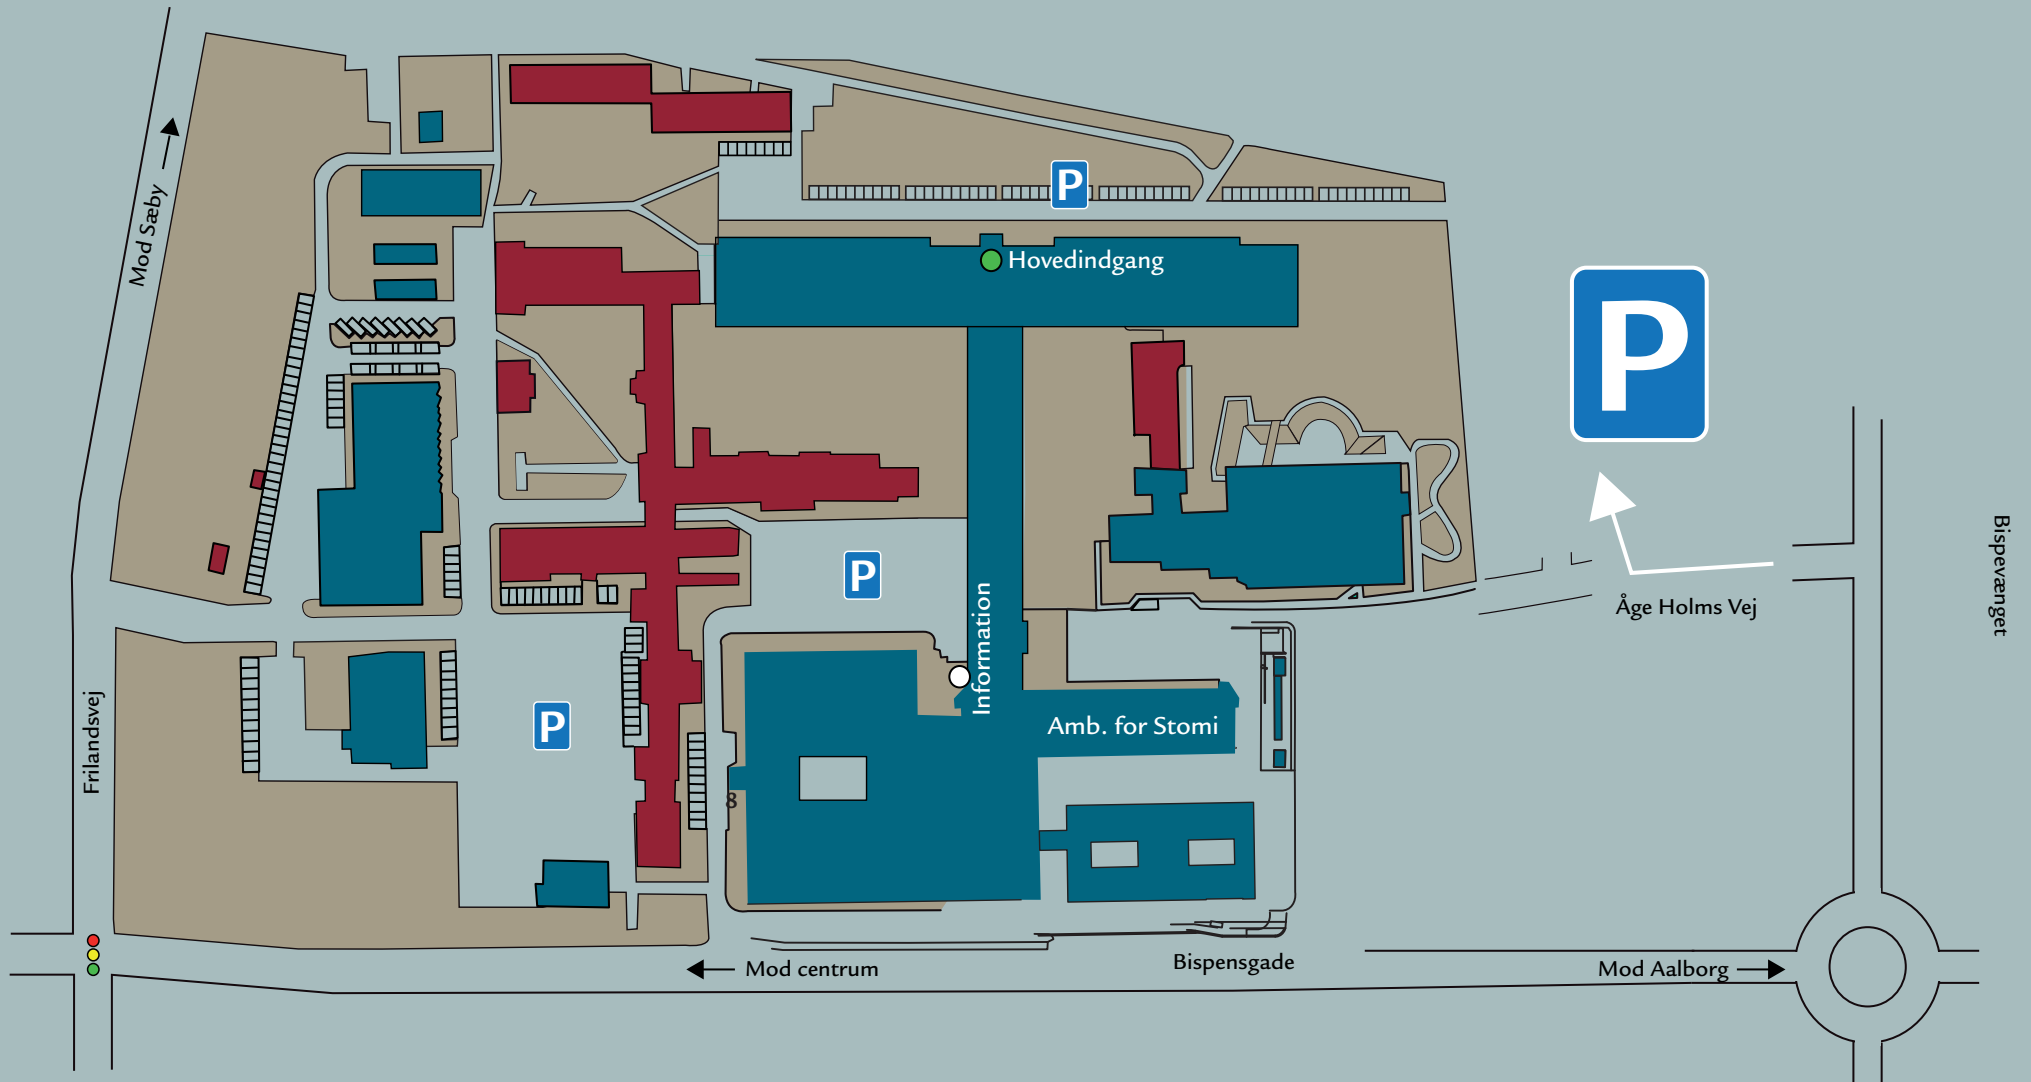 P
Hovedindgang
Mod Sæby
P
P
Information
Bispevænget
Åge Holms Vej
P
Amb. for Stomi
Frilandsvej
8
Bispensgade
Mod centrum
Mod Aalborg